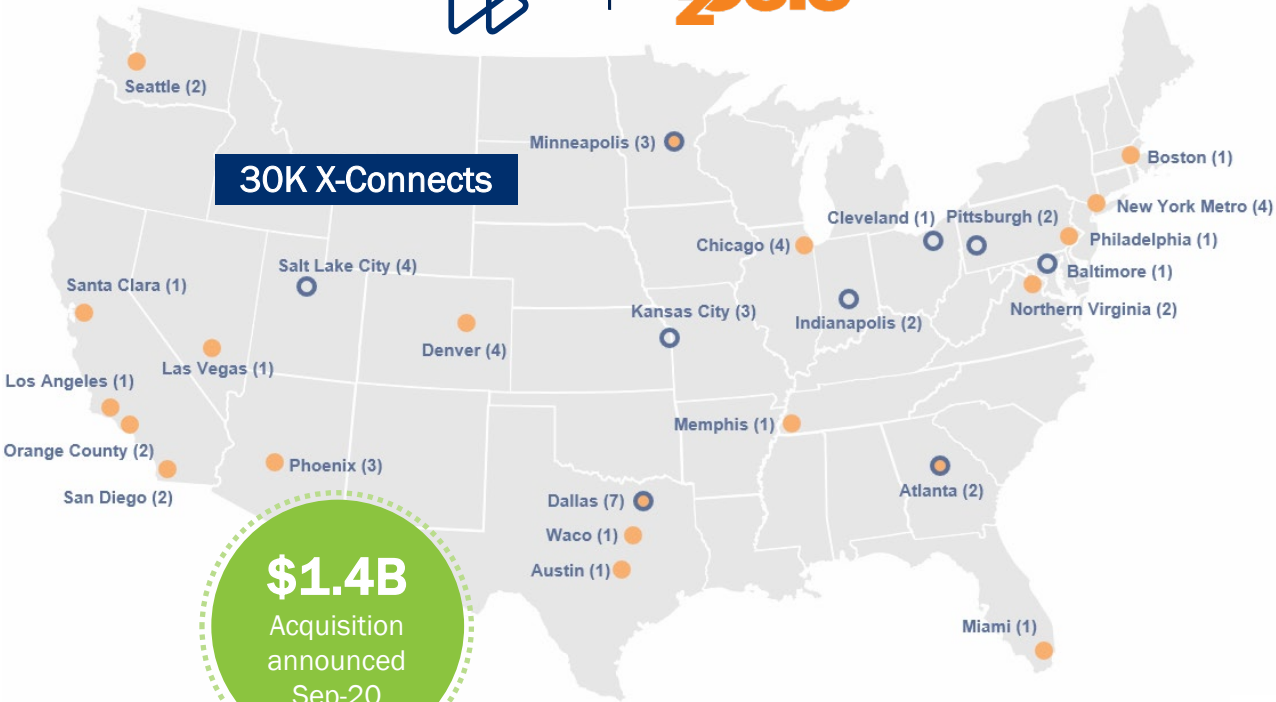 Seattle (2)
Minneapolis (3)
30K X-Connects
Boston (1)
New York Metro (4)
Cleveland (1)
Pittsburgh (2)
Chicago (4)
Philadelphia (1)
Salt Lake City (4)
Baltimore (1)
Santa Clara (1)
Kansas City (3)
Northern Virginia (2)
Indianapolis (2)
Denver (4)
Las Vegas (1)
Los Angeles (1)
Memphis (1)
Orange County (2)
Phoenix (3)
San Diego (2)
Atlanta (2)
Dallas (7)
Waco (1)
Austin (1)
$1.4B
Acquisition
announced
Sep-20
Miami (1)